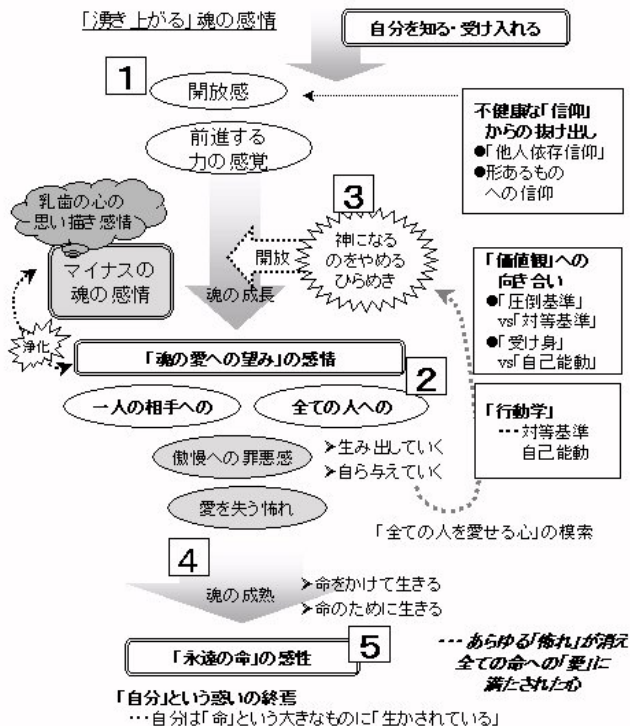 「湧き上がる」魂の感情
自分を知る・受け入れる
1
開放感
前進する
力の感覚
不健康な「信仰」
からの抜け出し
●「他人依存信仰」
●形あるもの
への信仰
乳歯の心の
思い描き感情
マイナスの
魂の感情
浄化
3
神になる
のをやめる
ひらめき
開放
魂の成長
「価値観」への
向き合い
●「圧倒基準」
vs「対等基準」
●「受け身」
vs「自己能動」
「魂の愛への望み」の感情
2
一人の相手への
全ての人への
「行動学」
…対等基準
自己能動
傲慢への罪悪感
➢生み出していく
➢自ら与えていく
愛を失う怖れ
「全ての人を愛せる心」の模索
4
魂の成熟
➢命をかけて生きる
➢命のために生きる
5
「永遠の命」の感性
…あらゆる「怖れ」が消え
全ての命への「愛」に
満たされた心
「自分」という惑いの終焉
…自分は「命」という大きなものに「生かされている」